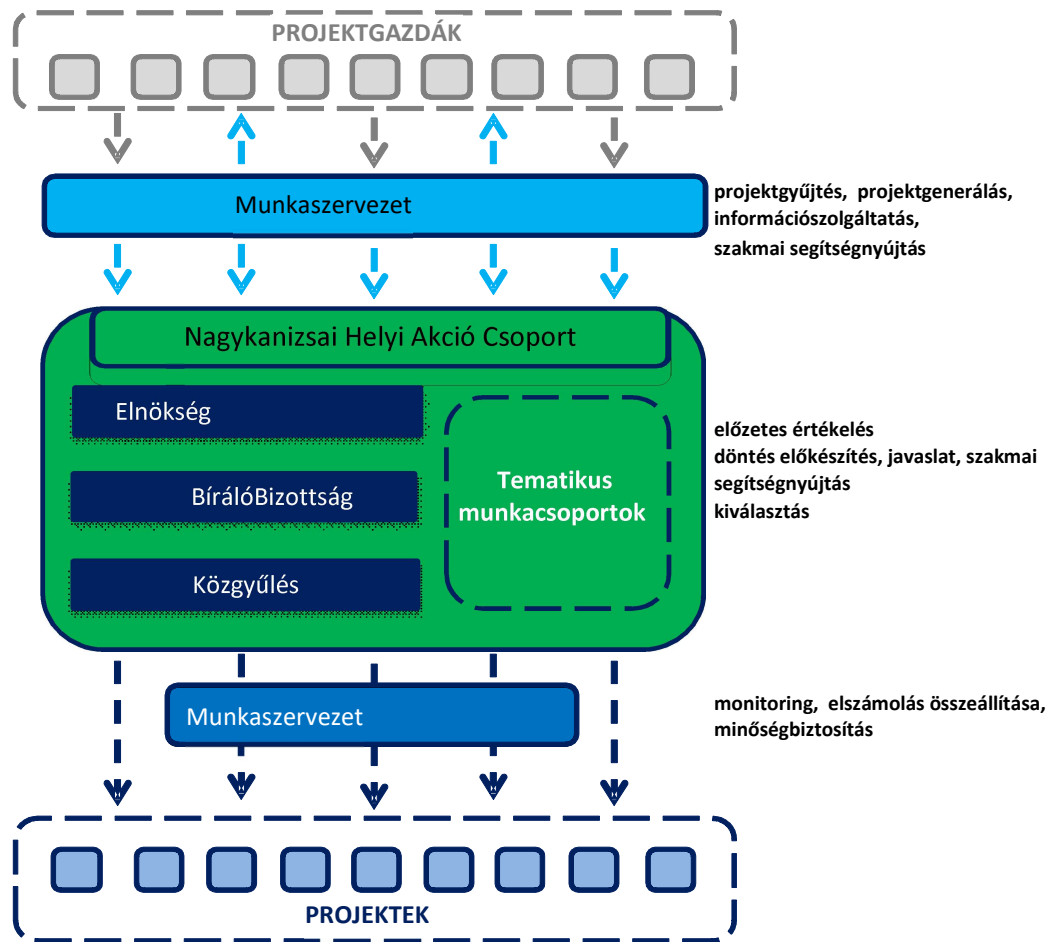 PROJEKTGAZDÁK
Munkaszervezet
projektgyűjtés, projektgenerálás,
információszolgáltatás,
szakmai segítségnyújtás
Nagykanizsai Helyi Akció Csoport
Elnökség
BírálóBizottság
Közgyűlés
Tematikus
munkacsoportok
előzetes értékelés
döntés előkészítés, javaslat, szakmai
segítségnyújtás
kiválasztás
Munkaszervezet
monitoring, elszámolás összeállítása,
minőségbiztosítás
PROJEKTEK